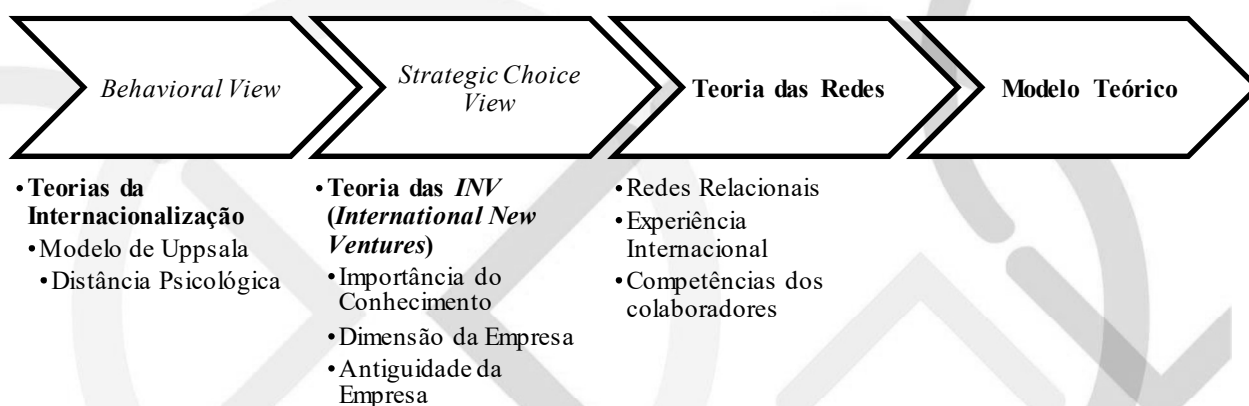 Behavioral View
Strategic Choice
View
Teoria das Redes
Modelo Teórico
•Teorias da
Internacionalização
•Modelo de Uppsala
•Distância Psicológica
•Teoria das INV
(International New
Ventures)
•Importância do
Conhecimento
•Dimensão da Empresa
•Antiguidade da
Empresa
•Redes Relacionais
•Experiência
Internacional
•Competências dos
colaboradores